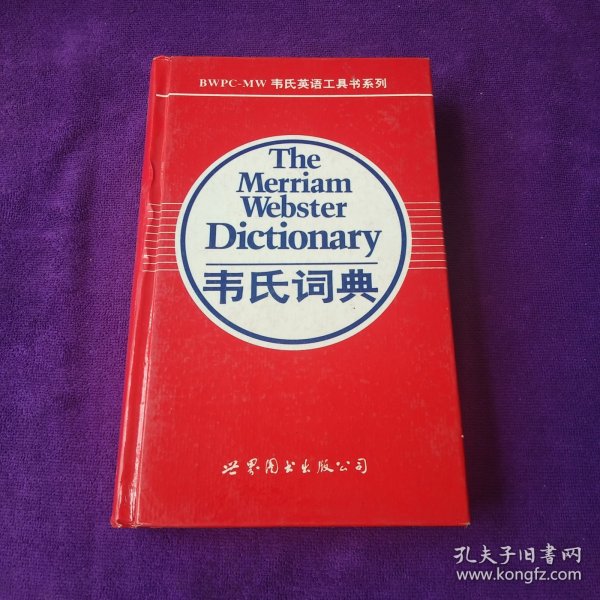 BWPC-MW 韦氏英语工具书系列
The
Merriam
Webster
Dictionary
韦氏词典
世界图书出版公司
孔夫子旧书网
www.kongfz.com